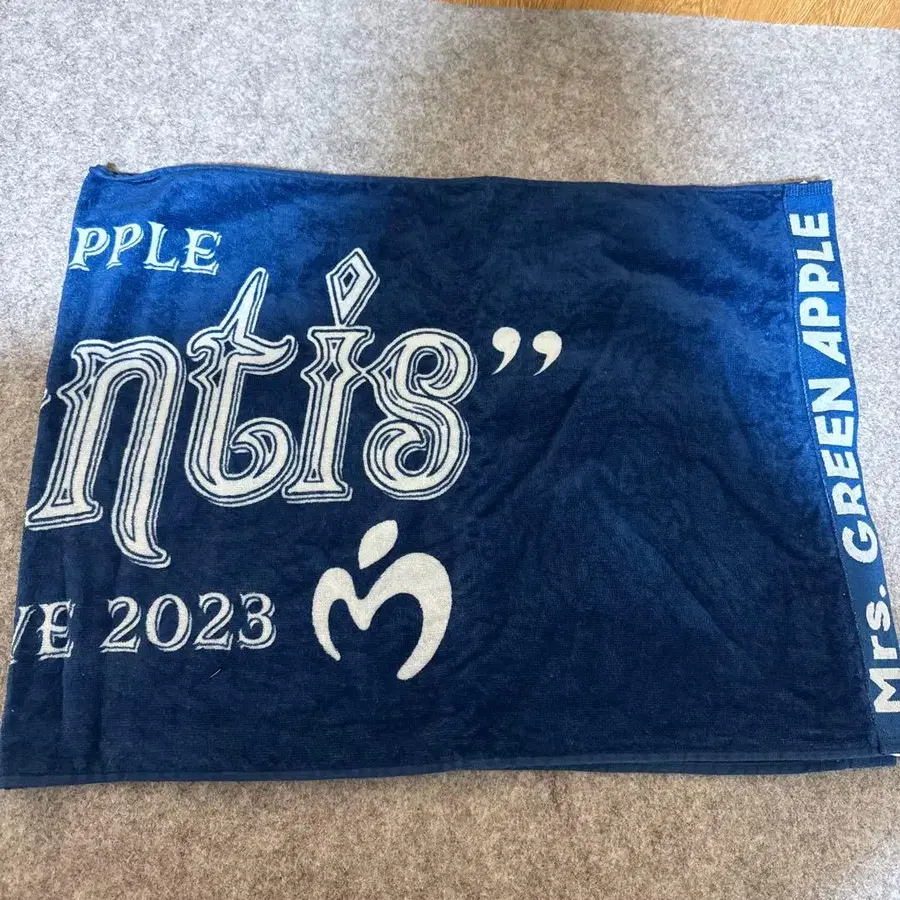 PPLE
ntis”
VE 2023
Mrs. GREEN APPLE